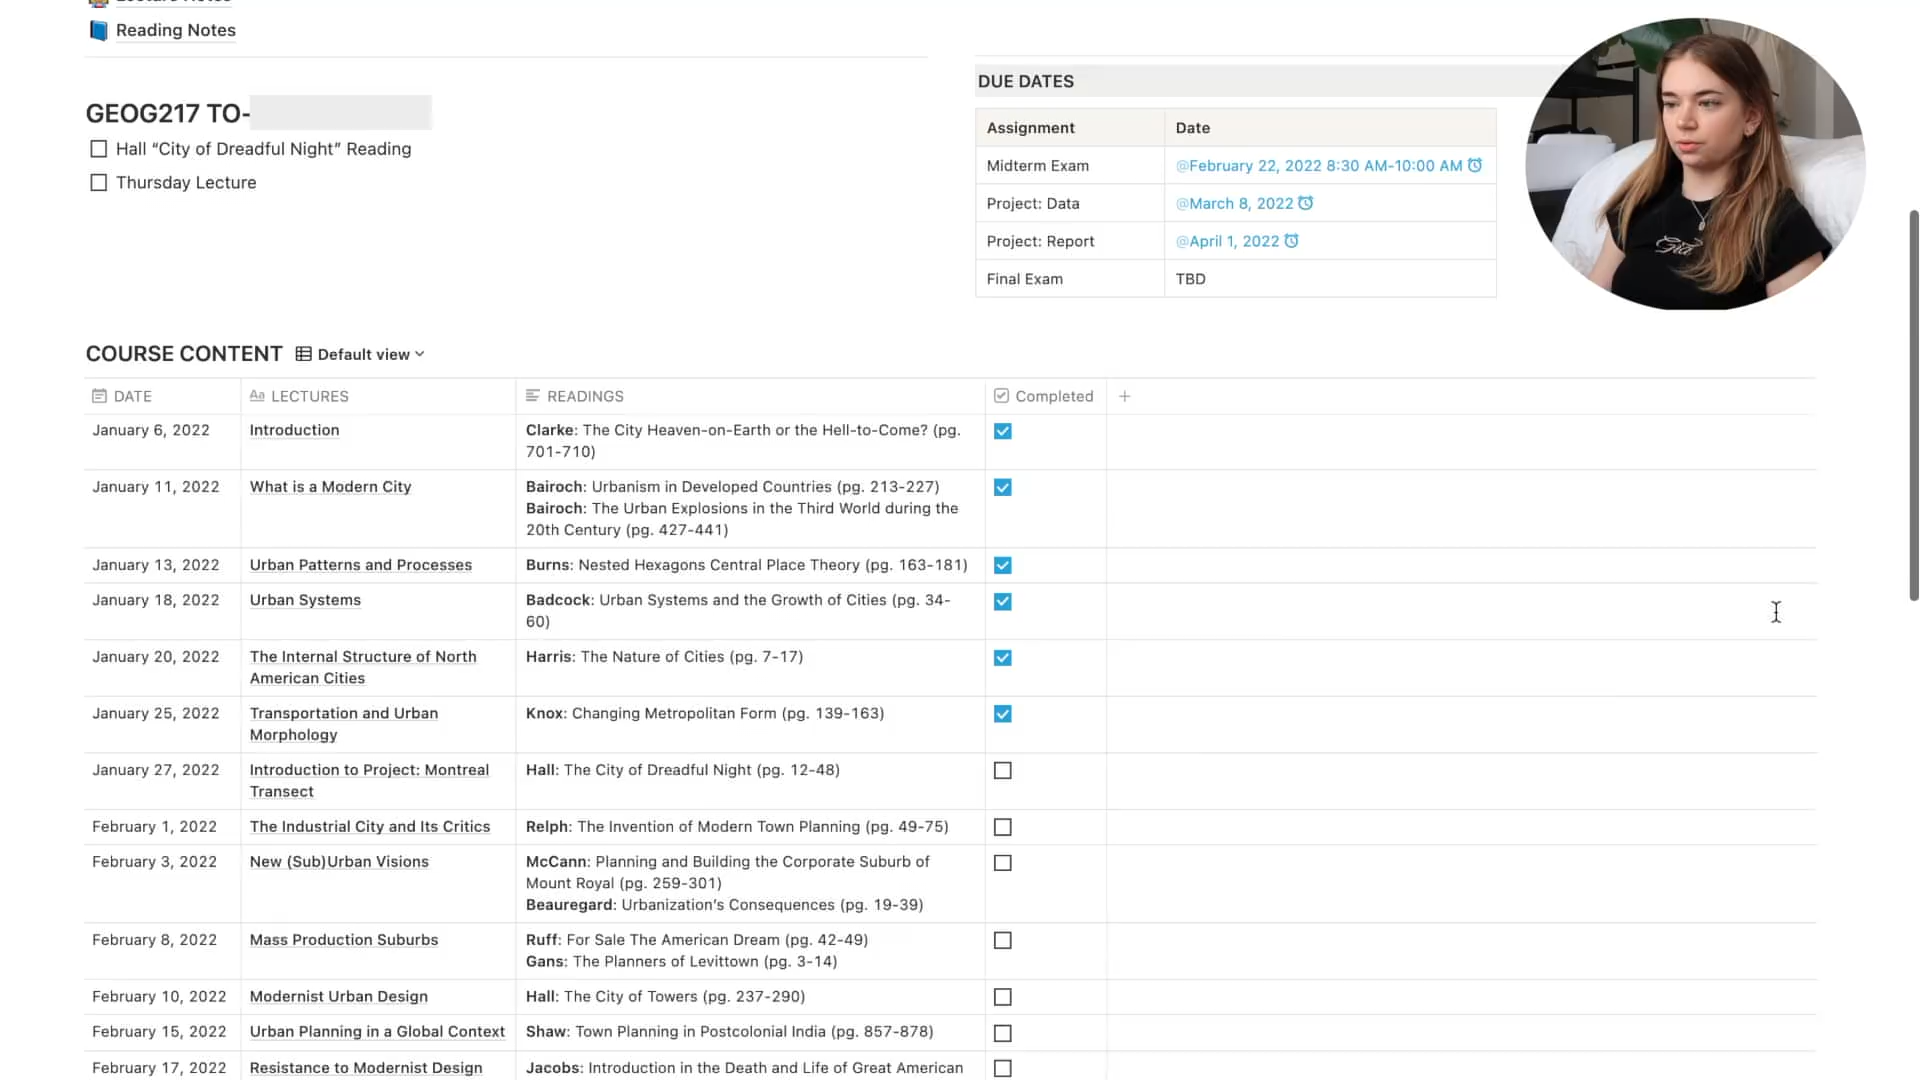 Lecture Notes
Reading Notes
GEOG217 TO-
Hall “City of Dreadful Night” Reading
Thursday Lecture
DUE DATES
Assignment Date
Midterm Exam @February 22, 2022 8:30 AM-10:00 AM
Project: Data @March 8, 2022
Project: Report @April 1, 2022
Final Exam TBD
COURSE CONTENT Default view
DATE Aa LECTURES READINGS Completed +
January 6, 2022 Introduction Clarke: The City Heaven-on-Earth or the Hell-to-Come? (pg.
701-710)
January 11, 2022 What is a Modern City Bairoch: Urbanism in Developed Countries (pg. 213-227)
Bairoch: The Urban Explosions in the Third World during the
20th Century (pg. 427-441)
January 13, 2022 Urban Patterns and Processes Burns: Nested Hexagons Central Place Theory (pg. 163-181)
January 18, 2022 Urban Systems Badcock: Urban Systems and the Growth of Cities (pg. 34-
60)
January 20, 2022 The Internal Structure of North Harris: The Nature of Cities (pg. 7-17)
American Cities
January 25, 2022 Transportation and Urban Knox: Changing Metropolitan Form (pg. 139-163)
Morphology
January 27, 2022 Introduction to Project: Montreal Hall: The City of Dreadful Night (pg. 12-48)
Transect
February 1, 2022 The Industrial City and Its Critics Relph: The Invention of Modern Town Planning (pg. 49-75)
February 3, 2022 New (Sub)Urban Visions McCann: Planning and Building the Corporate Suburb of
Mount Royal (pg. 259-301)
Beauregard: Urbanization's Consequences (pg. 19-39)
February 8, 2022 Mass Production Suburbs Ruff: For Sale The American Dream (pg. 42-49)
Gans: The Planners of Levittown (pg. 3-14)
February 10, 2022 Modernist Urban Design Hall: The City of Towers (pg. 237-290)
February 15, 2022 Urban Planning in a Global Context Shaw: Town Planning in Postcolonial India (pg. 857-878)
February 17, 2022 Resistance to Modernist Design Jacobs: Introduction in the Death and Life of Great American